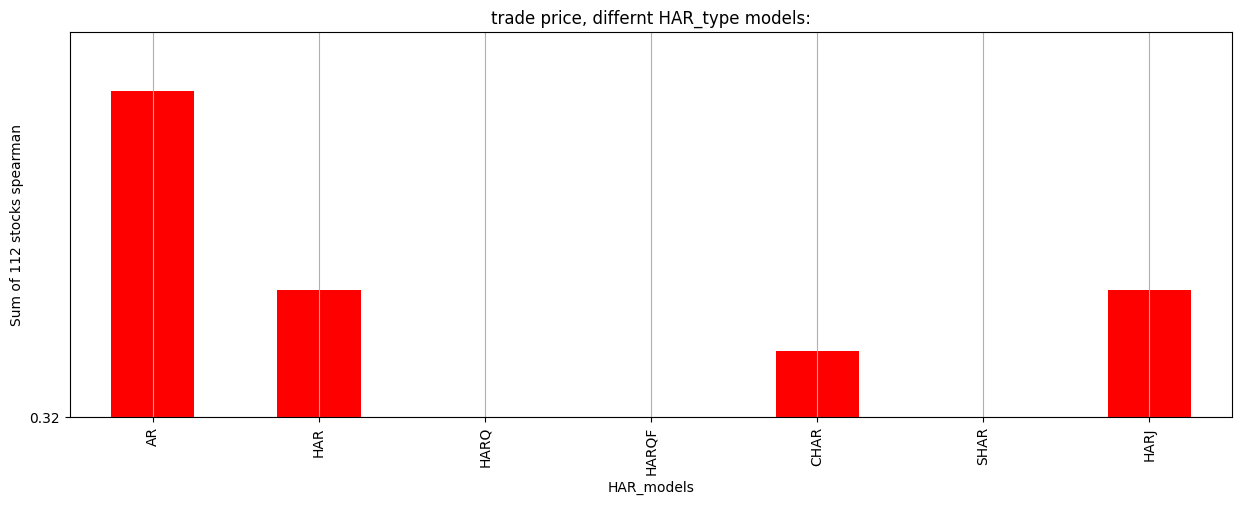 trade price, differnt HAR_type models:
Sum of 112 stocks spearman
0.32
AR
HAR
HARQ
HARQF
CHAR
SHAR
HARJ
HAR_models